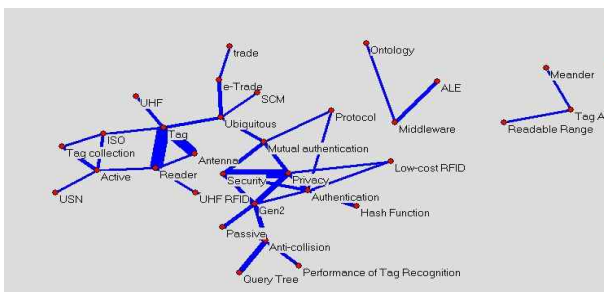 Ontology
trade
Meander
e-Trade
ALE
SCM
UHF
Protocol
Tag A
Ubiquitous
Middleware
Readable Range
Tag
ISO
Mutual authentication
Tag collection
Antenna
Low-cost RFID
Active
Reader
Security
Privacy
USN
UHF RFID
Authentication
Gen2
Hash Function
Passive
Anti-collision
Query Tree
Performance of Tag Recognition